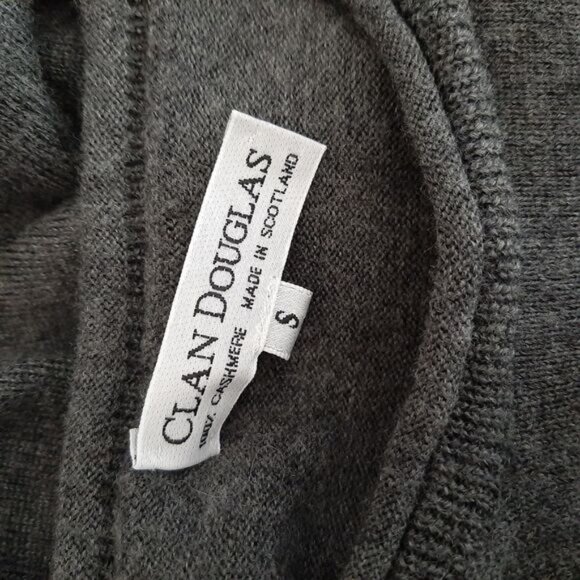 CLAN DOUGLAS
100% CASHMERE MADE IN SCOTLAND
S